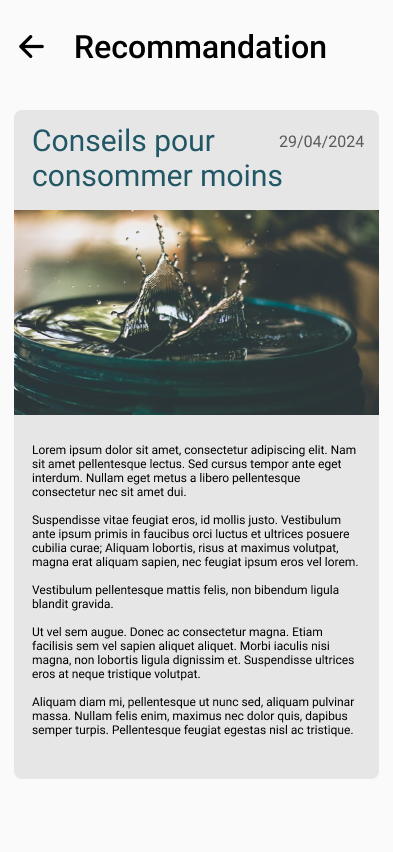 Recommandation
Conseils pour
29/04/2024
consommer moins
Lorem ipsum dolor sit amet, consectetur adipiscing elit. Nam
sit amet pellentesque lectus. Sed cursus tempor ante eget
interdum. Nullam eget metus a libero pellentesque
consectetur nec sit amet dui.
Suspendisse vitae feugiat eros, id mollis justo. Vestibulum
ante ipsum primis in faucibus orci luctus et ultrices posuere
cubilia curae; Aliquam lobortis, risus at maximus volutpat,
magna erat aliquam sapien, nec feugiat ipsum eros vel lorem.
Vestibulum pellentesque mattis felis, non bibendum ligula
blandit gravida.
Ut vel sem augue. Donec ac consectetur magna. Etiam
facilisis sem vel sapien aliquet aliquet. Morbi iaculis nisi
magna, non lobortis ligula dignissim et. Suspendisse ultrices
eros at neque tristique volutpat.
Aliquam diam mi, pellentesque ut nunc sed, aliquam pulvinar
massa. Nullam felis enim, maximus nec dolor quis, dapibus
semper turpis. Pellentesque feugiat egestas nisl ac tristique.